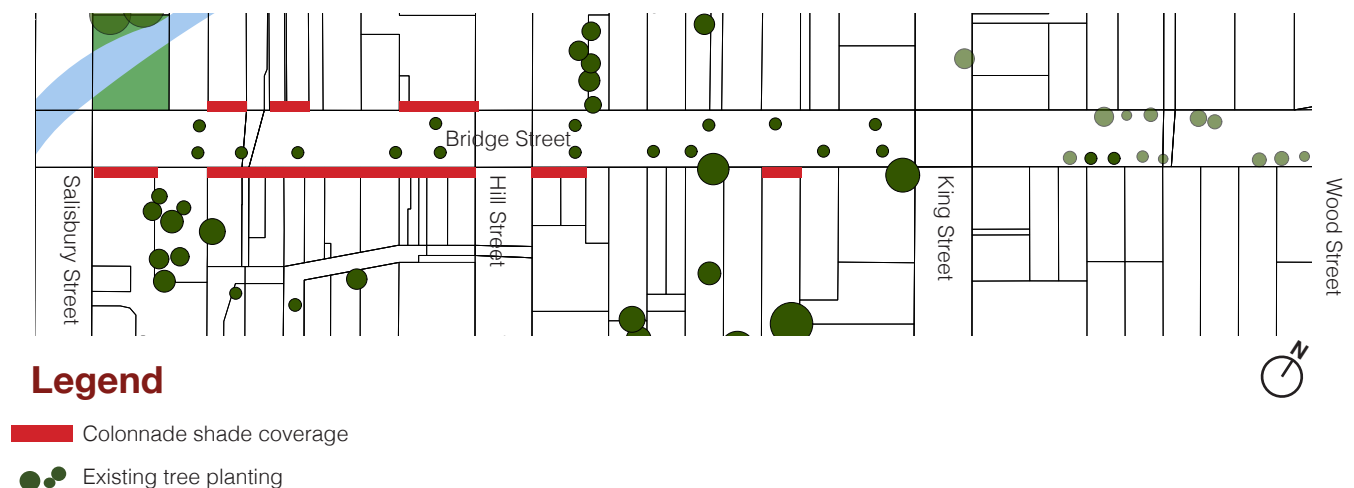 Bridge Street
Salisbury Street
Hill Street
King Street
Wood Street
N
Legend
Colonnade shade coverage
Existing tree planting